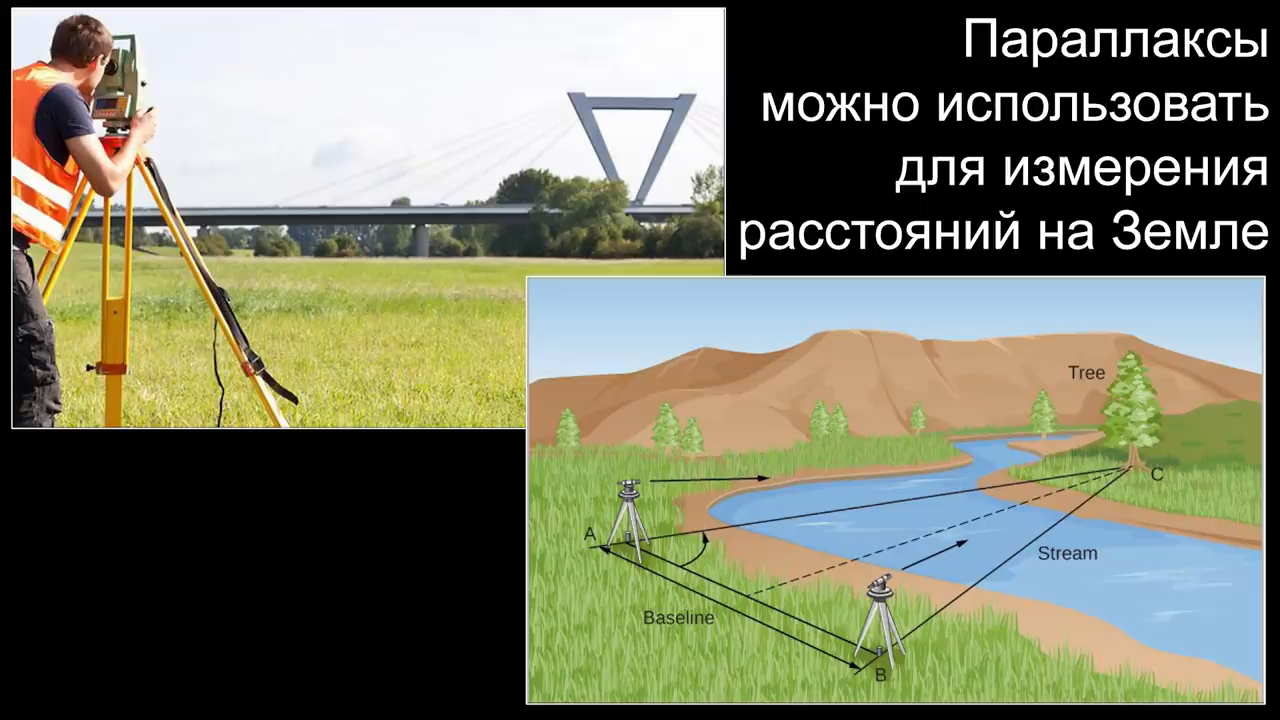 Параллаксы
можно использовать
для измерения
расстояний на Земле
Tree
C
A
Stream
Baseline
B